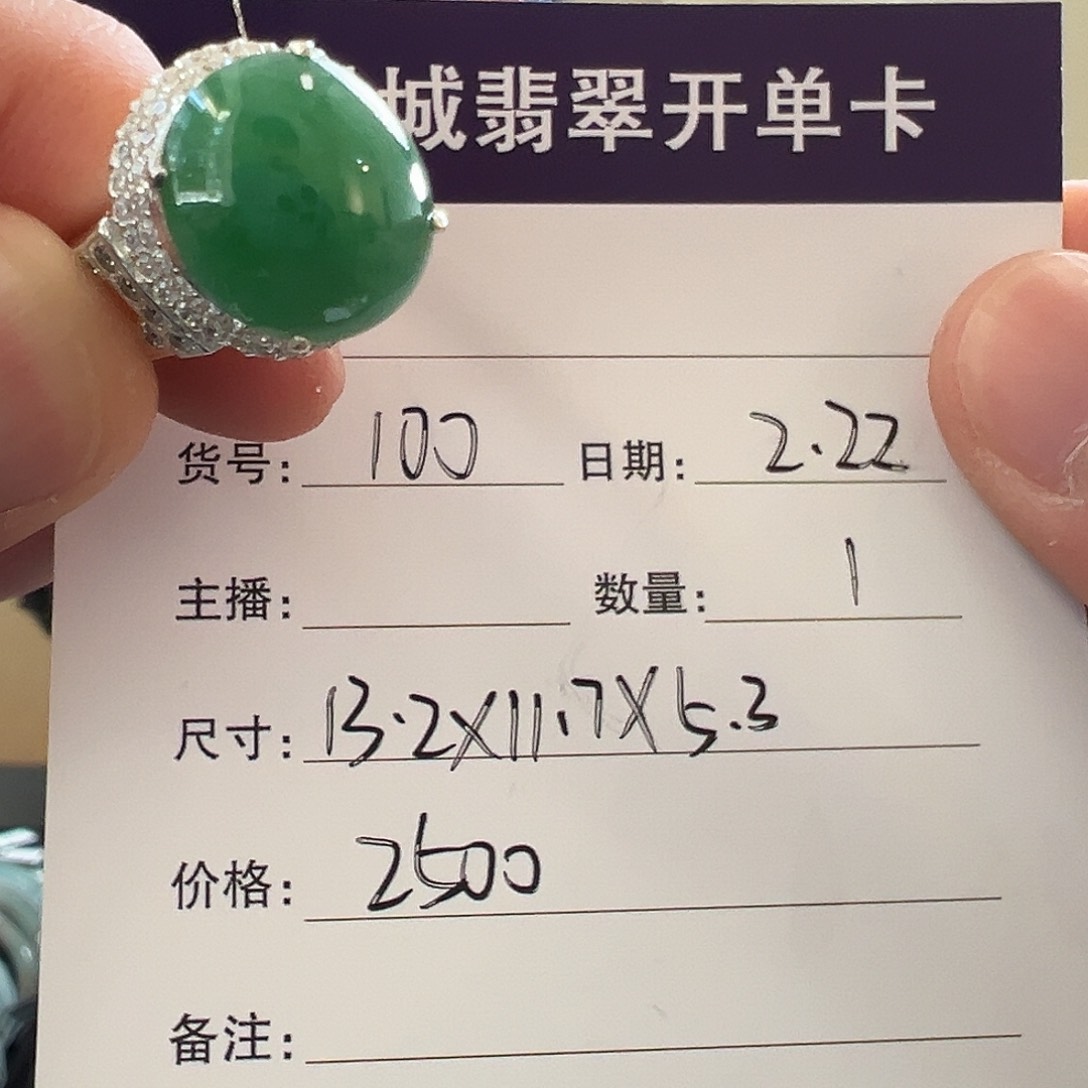 城翡翠开单卡
货号: 100 日期: 2.22
主播: 数量: 1
尺寸: 13.2X11.7X5.3
价格: 2500
备注: